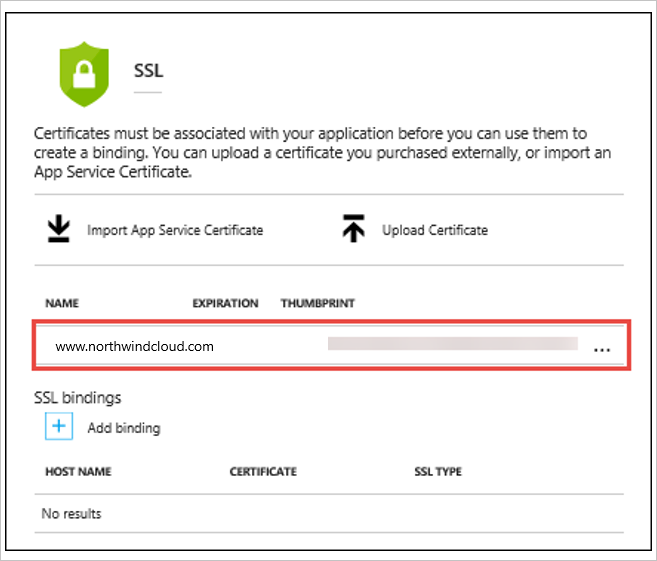 SSL
Certificates must be associated with your application before you can use them to
create a binding. You can upload a certificate you purchased externally, or import an
App Service Certificate.
Import App Service Certificate Upload Certificate
NAME EXPIRATION THUMBPRINT
www.northwindcloud.com ...
SSL bindings
Add binding
HOST NAME CERTIFICATE SSL TYPE
No results